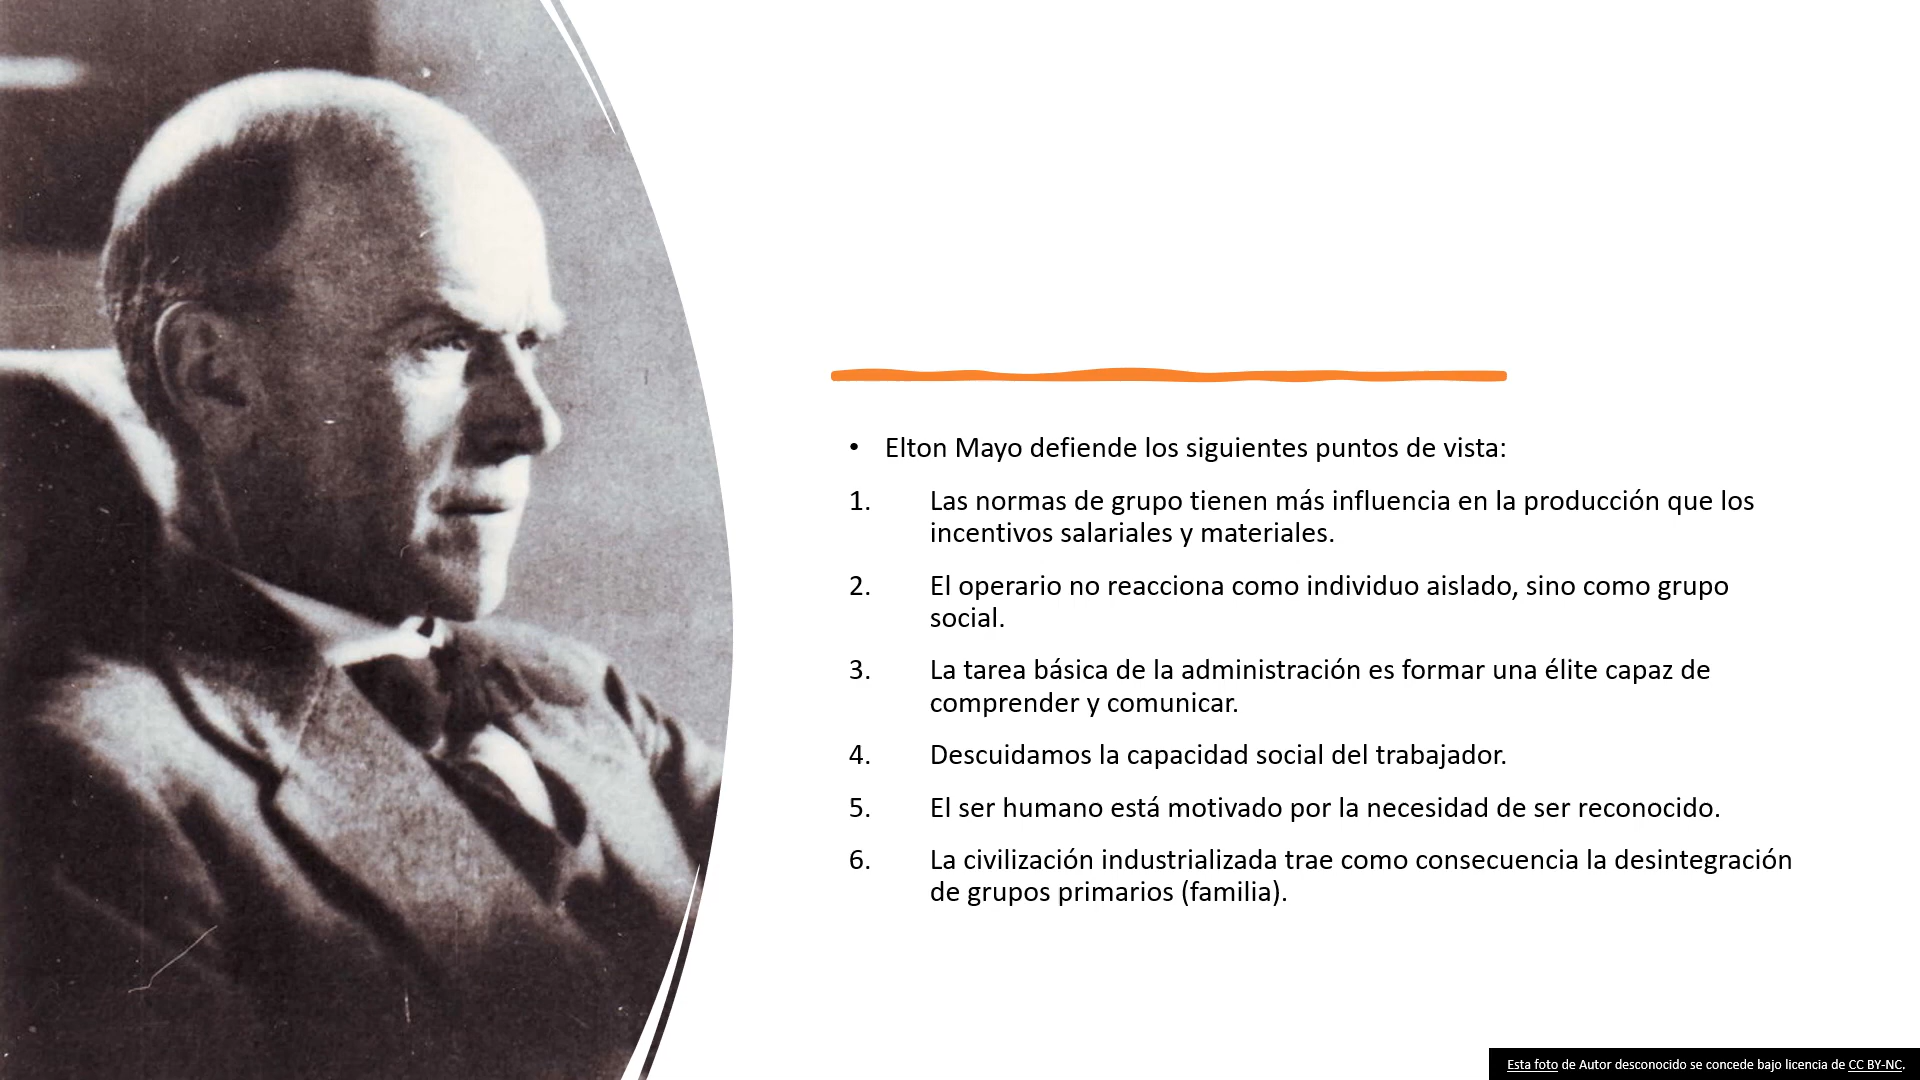 • Elton Mayo defiende los siguientes puntos de vista:
1. Las normas de grupo tienen más influencia en la producción que los
incentivos salariales y materiales.
2. El operario no reacciona como individuo aislado, sino como grupo
social.
3. La tarea básica de la administración es formar una élite capaz de
comprender y comunicar.
4. Descuidamos la capacidad social del trabajador.
5. El ser humano está motivado por la necesidad de ser reconocido.
6. La civilización industrializada trae como consecuencia la desintegración
de grupos primarios (familia).
Esta foto de Autor desconocido se concede bajo licencia de CC BY-NC.